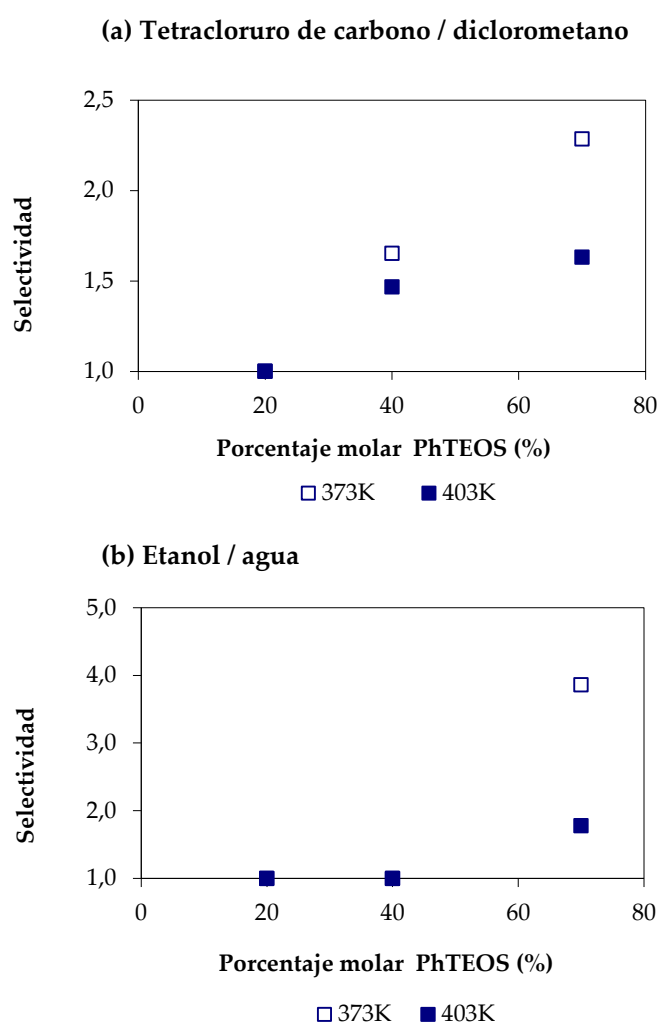 (a) Tetracloruro de carbono / diclorometano
2,5
2,0
1,5
1,0
Selectividad
0 20 40 60 80
Porcentaje molar PhTEOS (%)
373K 403K
(b) Etanol / agua
5,0
4,0
3,0
2,0
1,0
Selectividad
0 20 40 60 80
Porcentaje molar PhTEOS (%)
373K 403K